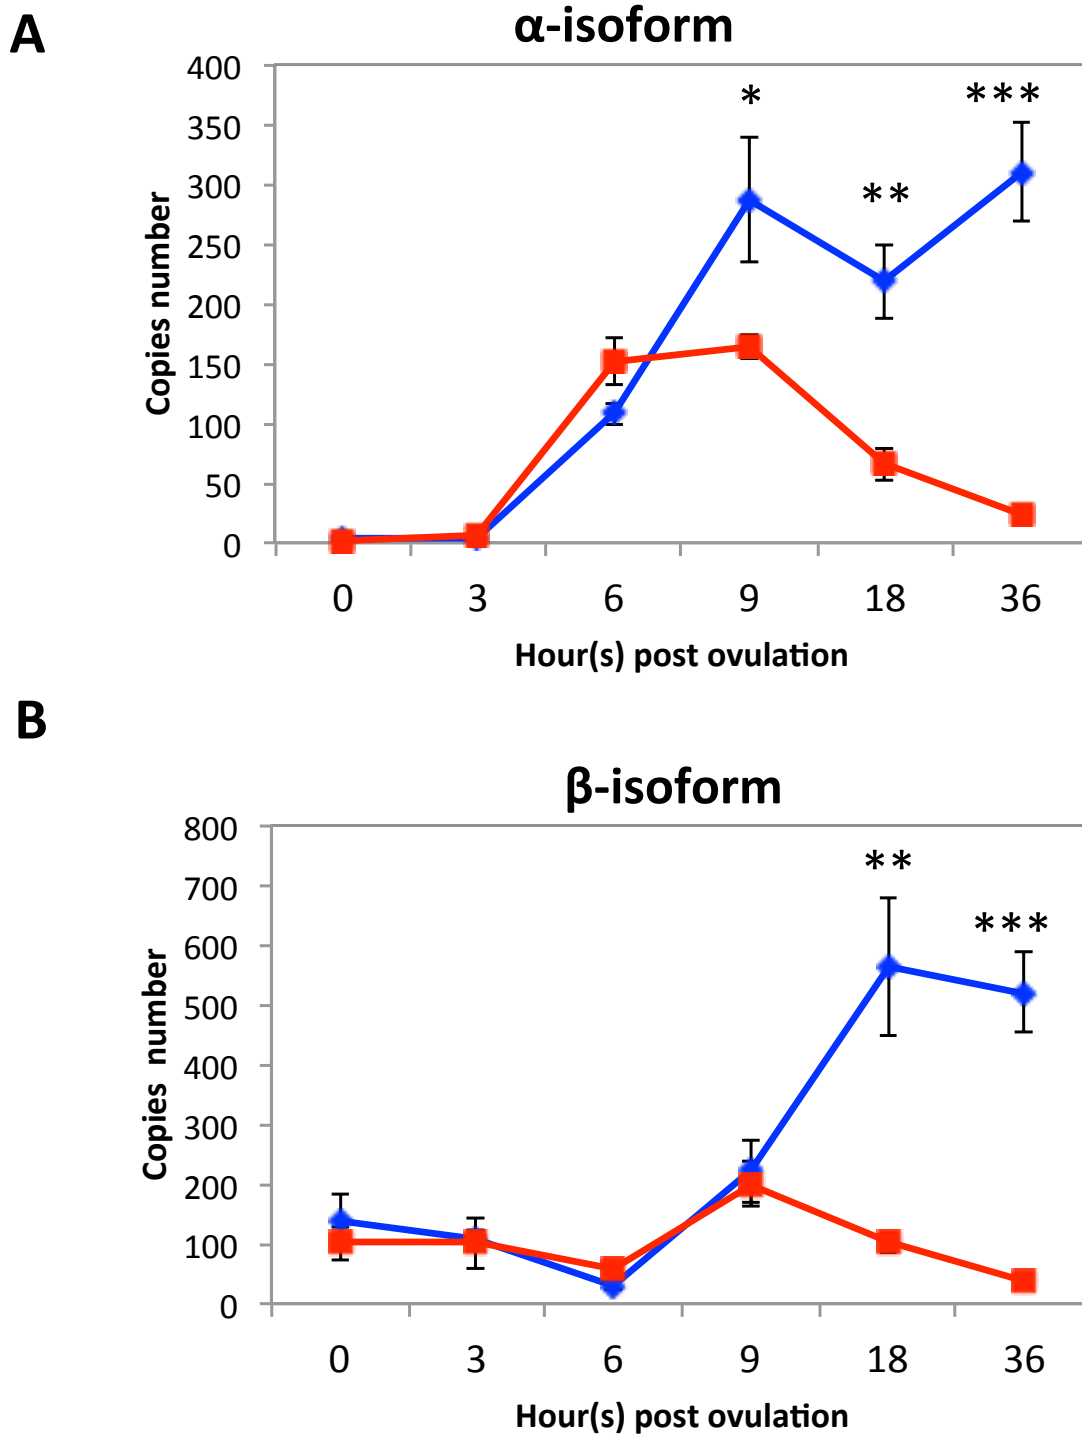 A
α-isoform
400
350
300
250
200
150
100
50
0
Copies number
*
**
***
0 3 6 9 18 36
Hour(s) post ovulation
B
β-isoform
800
700
600
500
400
300
200
100
0
Copies number
**
***
0 3 6 9 18 36
Hour(s) post ovulation